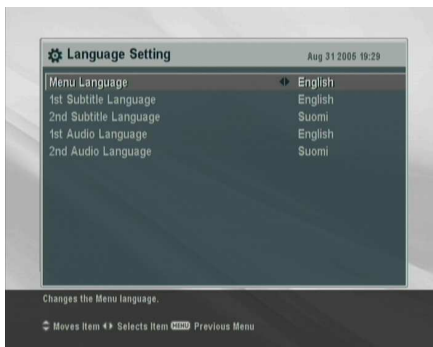 Language Setting Aug 31 2006 19:29
Menu Language English
1st Subtitle Language English
2nd Subtitle Language Suomi
1st Audio Language English
2nd Audio Language Suomi
Changes the Menu language.
Moves Item Selects Item MENU Previous Menu